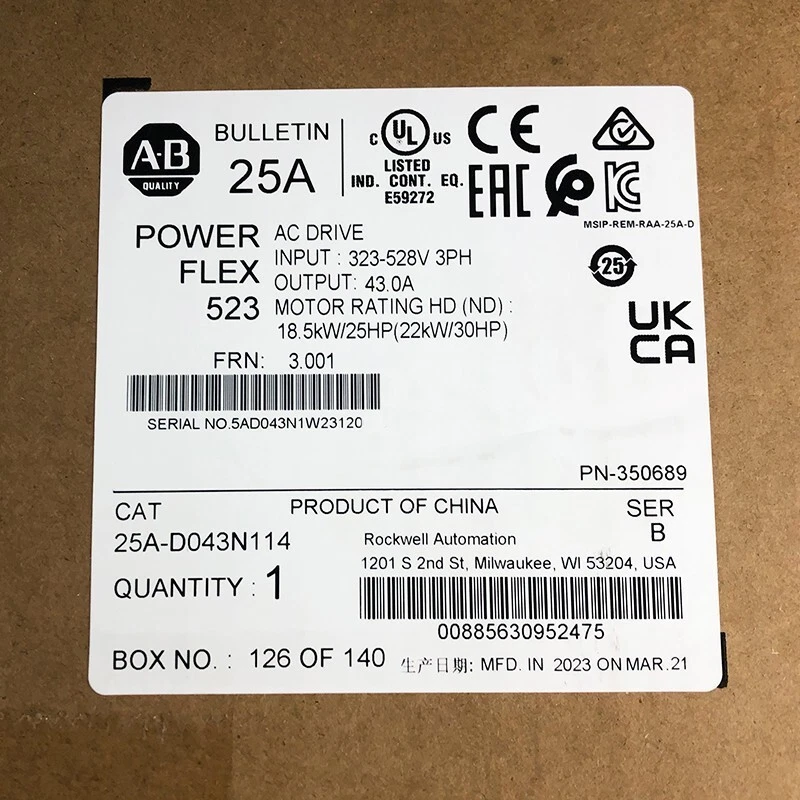 A-B
QUALITY
BULLETIN
25A
C UL US
LISTED
IND. CONT. EQ.
E59272
CE
EAC
KC
MSIP-REM-RAA-25A-D
25
UK
CA
POWER
FLEX
523
AC DRIVE
INPUT : 323-528V 3PH
OUTPUT: 43.0A
MOTOR RATING HD (ND) :
18.5kW/25HP(22kW/30HP)
FRN: 3.001
SERIAL NO.5AD043N1W23120
PN-350689
CAT
25A-D043N114
PRODUCT OF CHINA
SER
B
Rockwell Automation
1201 S 2nd St, Milwaukee, WI 53204, USA
QUANTITY : 1
00885630952475
BOX NO. : 126 OF 140
生产日期: MFD. IN 2023 ON MAR.21